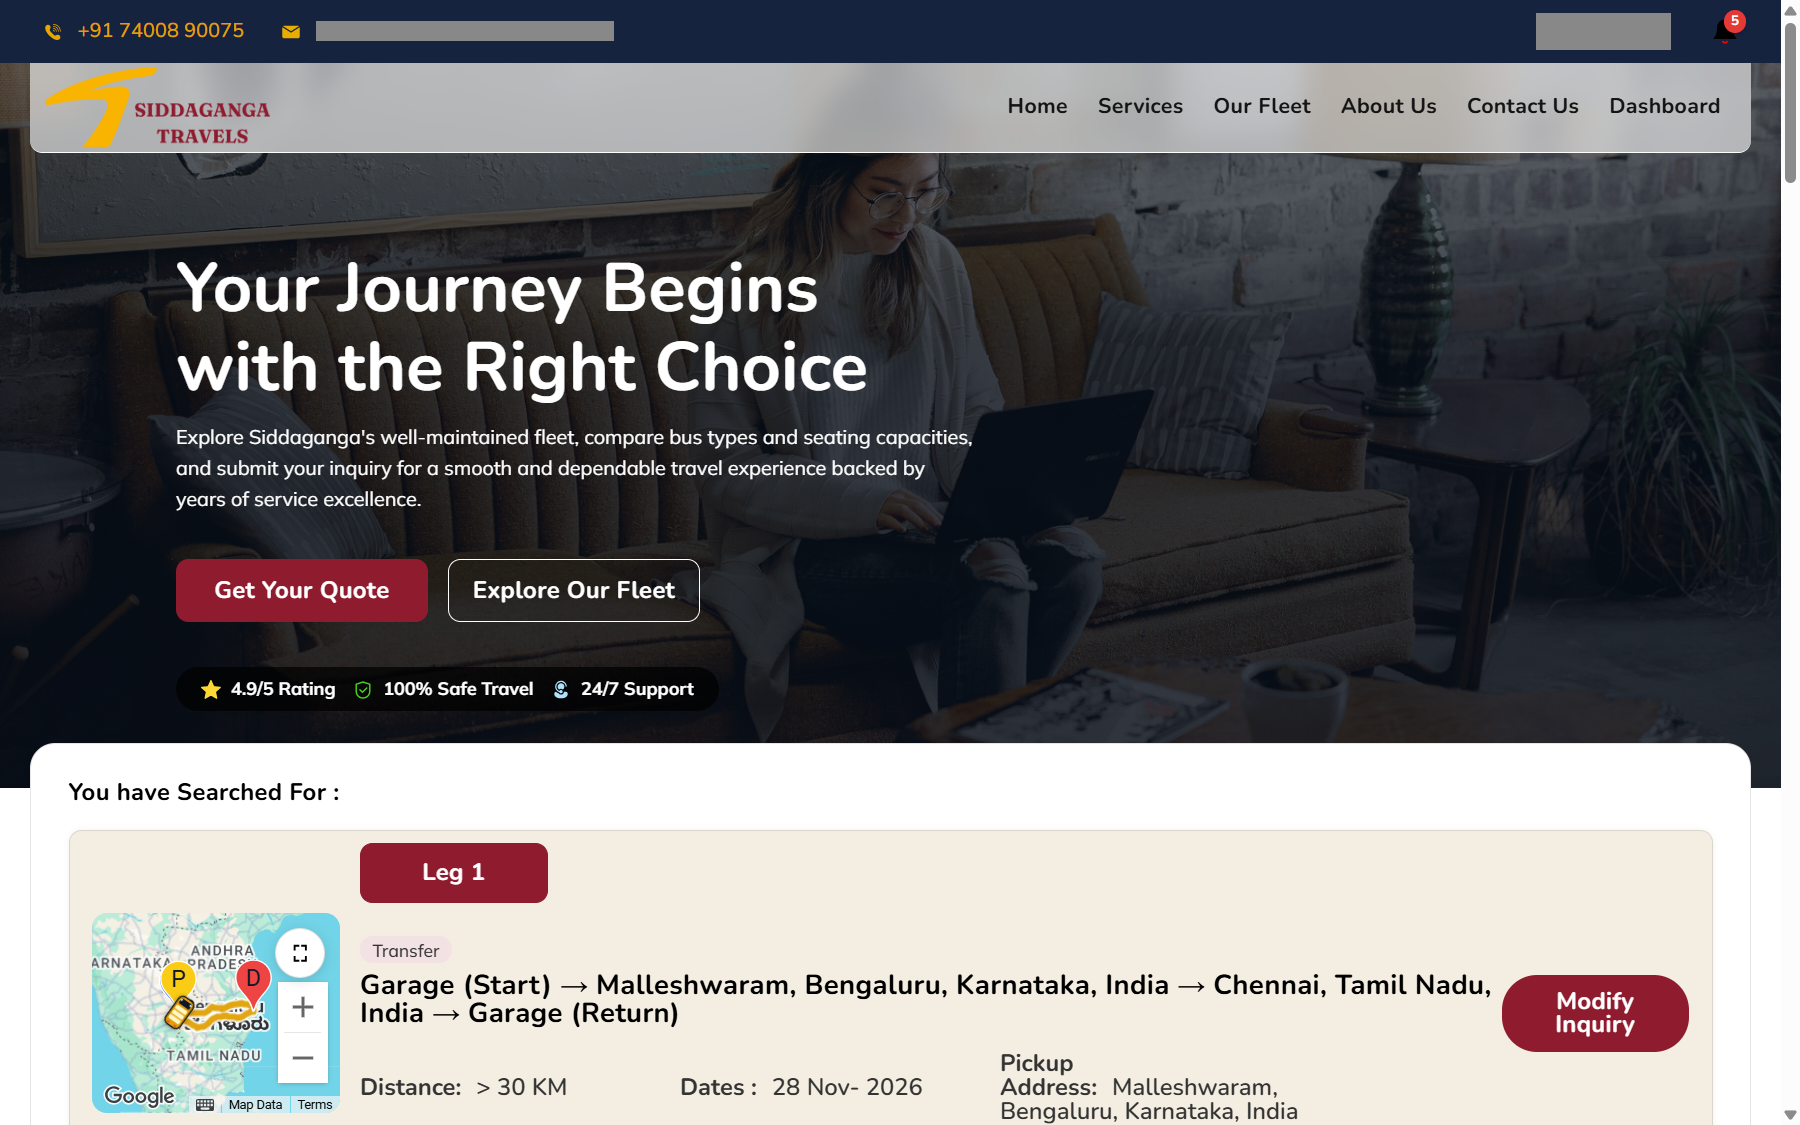 +91 74008 90075
5
SIDDAGANGA
TRAVELS
Home Services Our Fleet About Us Contact Us Dashboard
Your Journey Begins
with the Right Choice
Explore Siddaganga's well-maintained fleet, compare bus types and seating capacities,
and submit your inquiry for a smooth and dependable travel experience backed by
years of service excellence.
Get Your Quote Explore Our Fleet
4.9/5 Rating 100% Safe Travel 24/7 Support
You have Searched For :
Leg 1
Transfer
Garage (Start) → Malleshwaram, Bengaluru, Karnataka, India → Chennai, Tamil Nadu,
India → Garage (Return)
Modify
Inquiry
Distance: > 30 KM
Dates : 28 Nov- 2026
Pickup
Address: Malleshwaram,
Bengaluru, Karnataka, India
ANDHRA
PRADES
ARNATAKA
P
D
TAMIL NADU
Google
Map Data
Terms